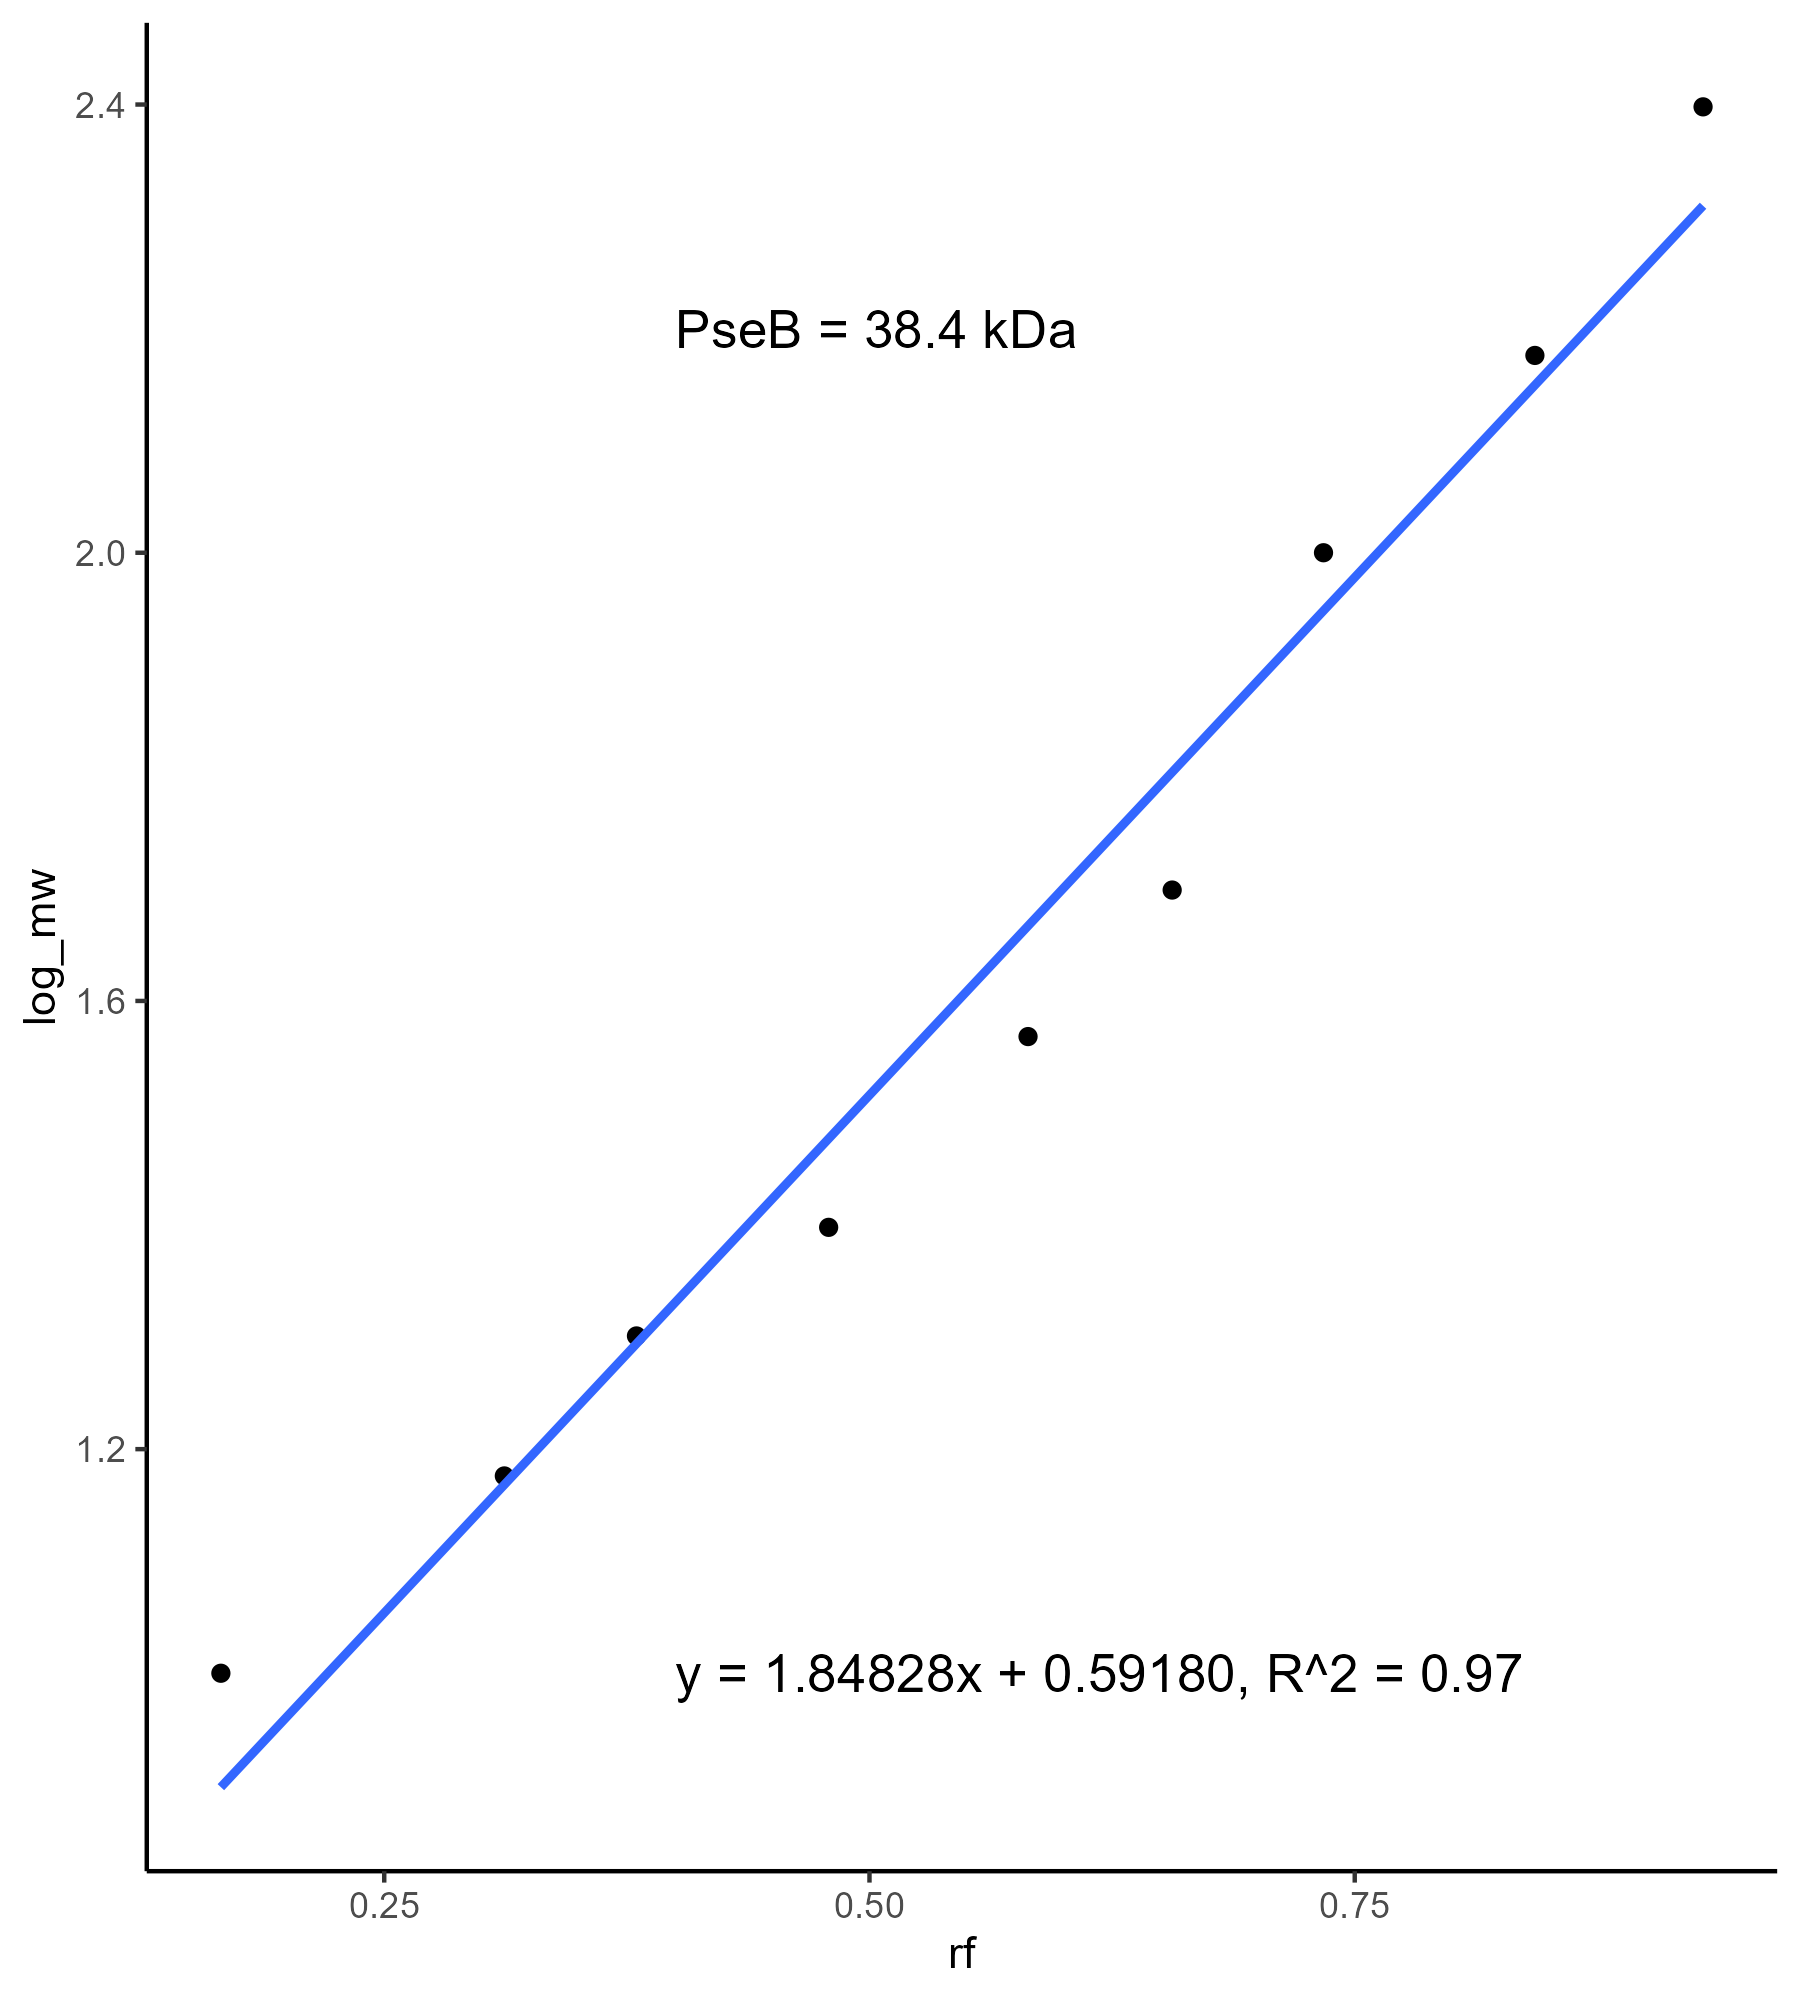 2.4
PseB = 38.4 kDa
2.0
log_mw
1.6
1.2
y = 1.84828x + 0.59180, R^2 = 0.97
0.25 0.50 0.75
rf